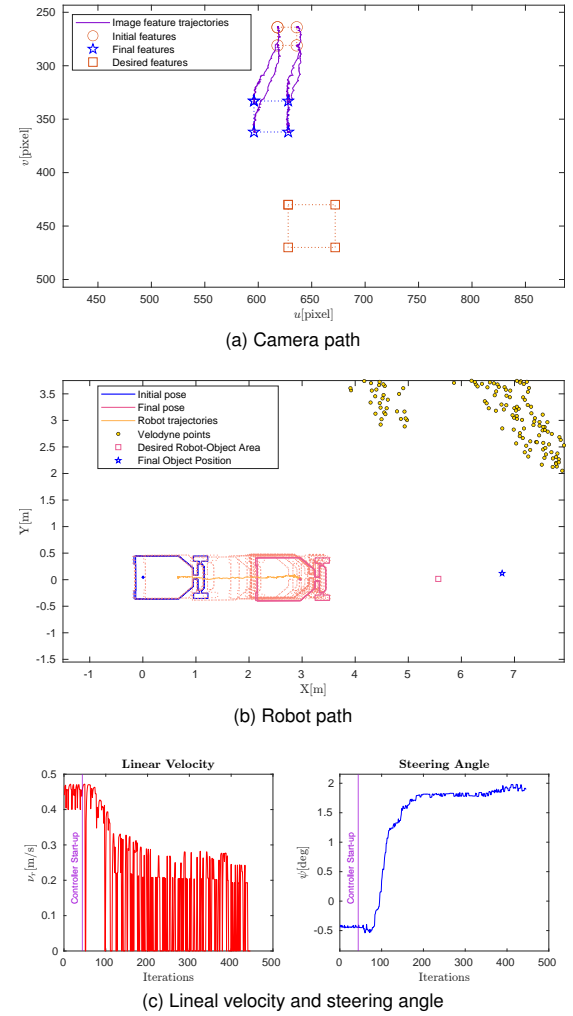 250
300
350
400
450
500
v[pixel]
Image feature trajectories
Initial features
Final features
Desired features
450 500 550 600 650 700 750 800 850
u[pixel]
(a) Camera path
3.5
3
2.5
2
1.5
1
0.5
0
-0.5
-1
-1.5
Y[m]
Initial pose
Final pose
Robot trajectories
Velodyne points
Desired Robot-Object Area
Final Object Position
-1 0 1 2 3 4 5 6 7
X[m]
(b) Robot path
Linear Velocity
0.5
0.4
0.3
0.2
0.1
0
νr[m/s]
Controller Start-up
0 100 200 300 400 500
Iterations
Steering Angle
2
1.5
1
0.5
0
-0.5
ψ[deg]
Controller Start-up
0 100 200 300 400 500
Iterations
(c) Lineal velocity and steering angle